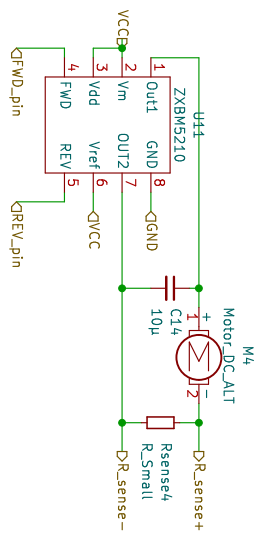 VCC
4
3
2
1
FWD
Vdd
Vm
Out1
ZXBM5210
U11
REV
Vref
OUT2
GND
5
6
7
8
FWD_pin
REV_pin
VCC
GND
C14
10µ
1
+
M4
Motor_DC_ALT
2
-
Rsense4
R_Small
R_sense-
R_sense+